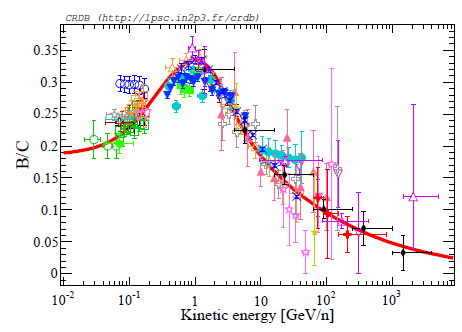 CRDB (http://lpsc.in2p3.fr/crdb)
B/C
0.35
0.3
0.25
0.2
0.15
0.1
0.05
0
10⁻² 10⁻¹ 1 10 10² 10³
Kinetic energy [GeV/n]